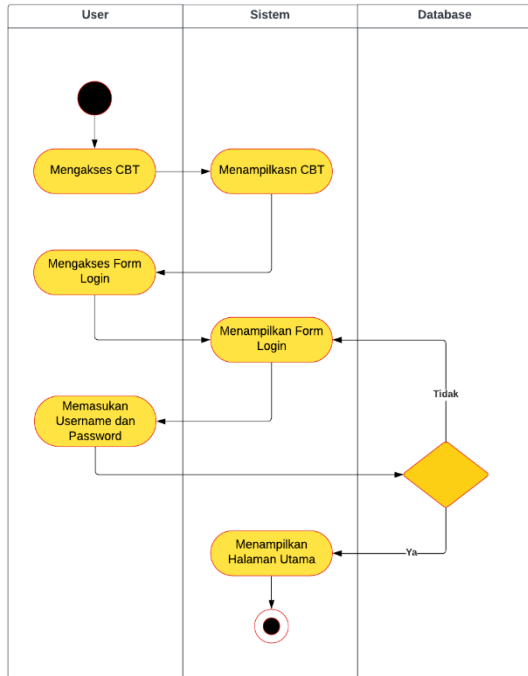 User
Sistem
Database
Mengakses CBT
Menampilkasn CBT
Mengakses Form
Login
Menampilkan Form
Login
Tidak
Memasukan
Username dan
Password
Menampilkan
Halaman Utama
Ya